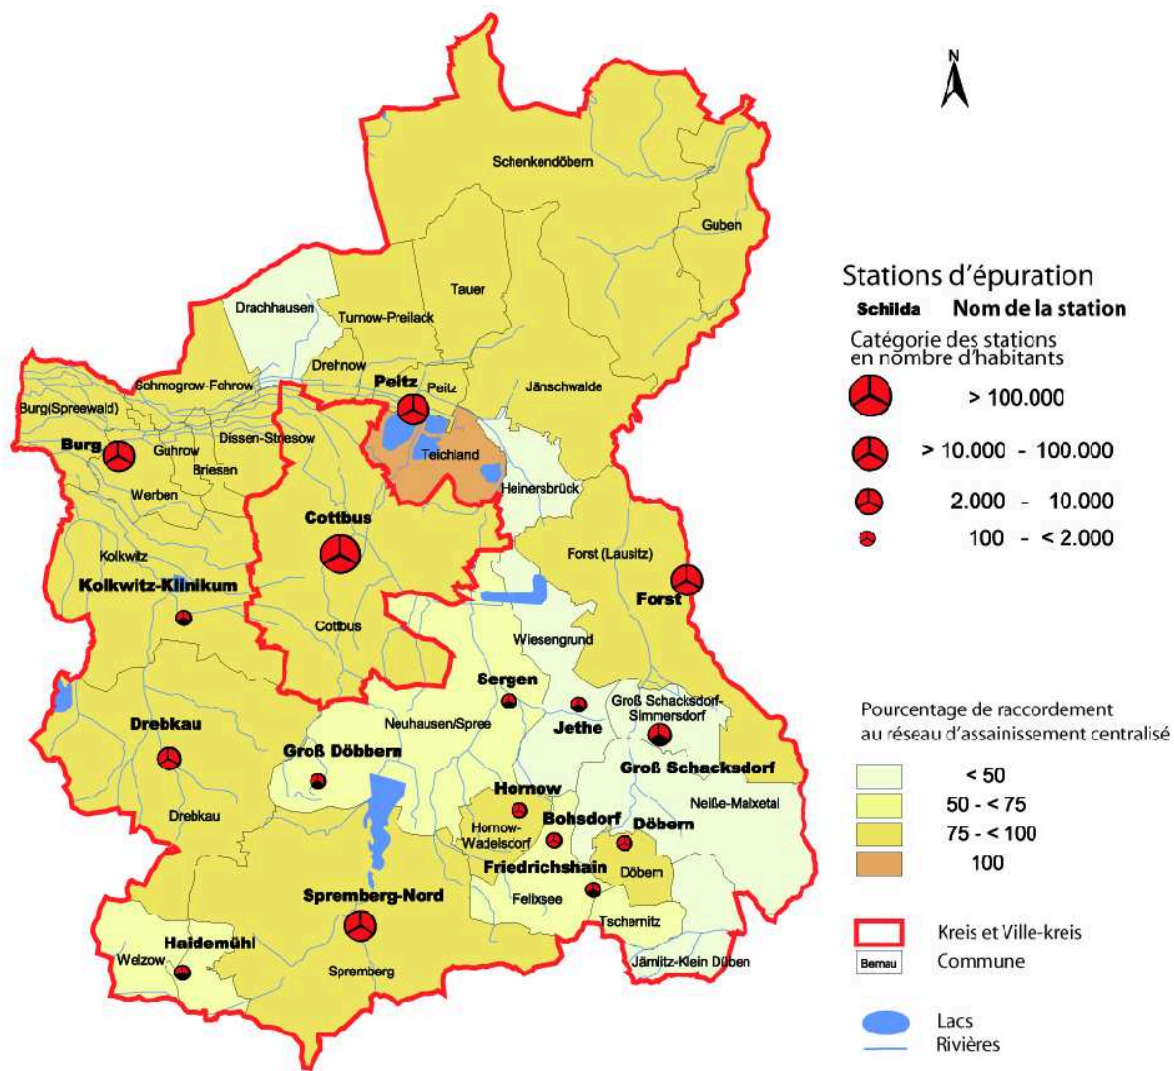 N
Schenkendöbern
Guben
Tauer
Drachhausen
Turnow-Preilack
Drehnow
Peitz
Peitz
Jänschwalde
Schmogrow-Fehrow
Burg(Spreewald)
Burg
Guhrow
Dissen-Striesow
Briesen
Werben
Teichland
Heinersbrück
Cottbus
Kolkwitz
Kolkwitz-Klinikum
Forst (Lausitz)
Forst
Cottbus
Wiesengrund
Sergen
Jethe
Groß Schacksdorf-
Simmersdorf
Neuhausen/Spree
Drebkau
Groß Döbbern
Groß Schacksdorf
Hornow
Neiße-Malxetal
Drebkau
Bohsdorf
Döbern
Hornow-
Wadelsdorf
Friedrichshain
Döbern
Felixsee
Spremberg-Nord
Tschernitz
Haidemühl
Welzow
Spremberg
Jämlitz-Klein Düben
Stations d'épuration
Schilda Nom de la station
Catégorie des stations
en nombre d'habitants
> 100.000
> 10.000 - 100.000
2.000 - 10.000
100 - < 2.000
Pourcentage de raccordement
au réseau d'assainissement centralisé
< 50
50 - < 75
75 - < 100
100
Kreis et Ville-kreis
Bernau Commune
Lacs
Rivières